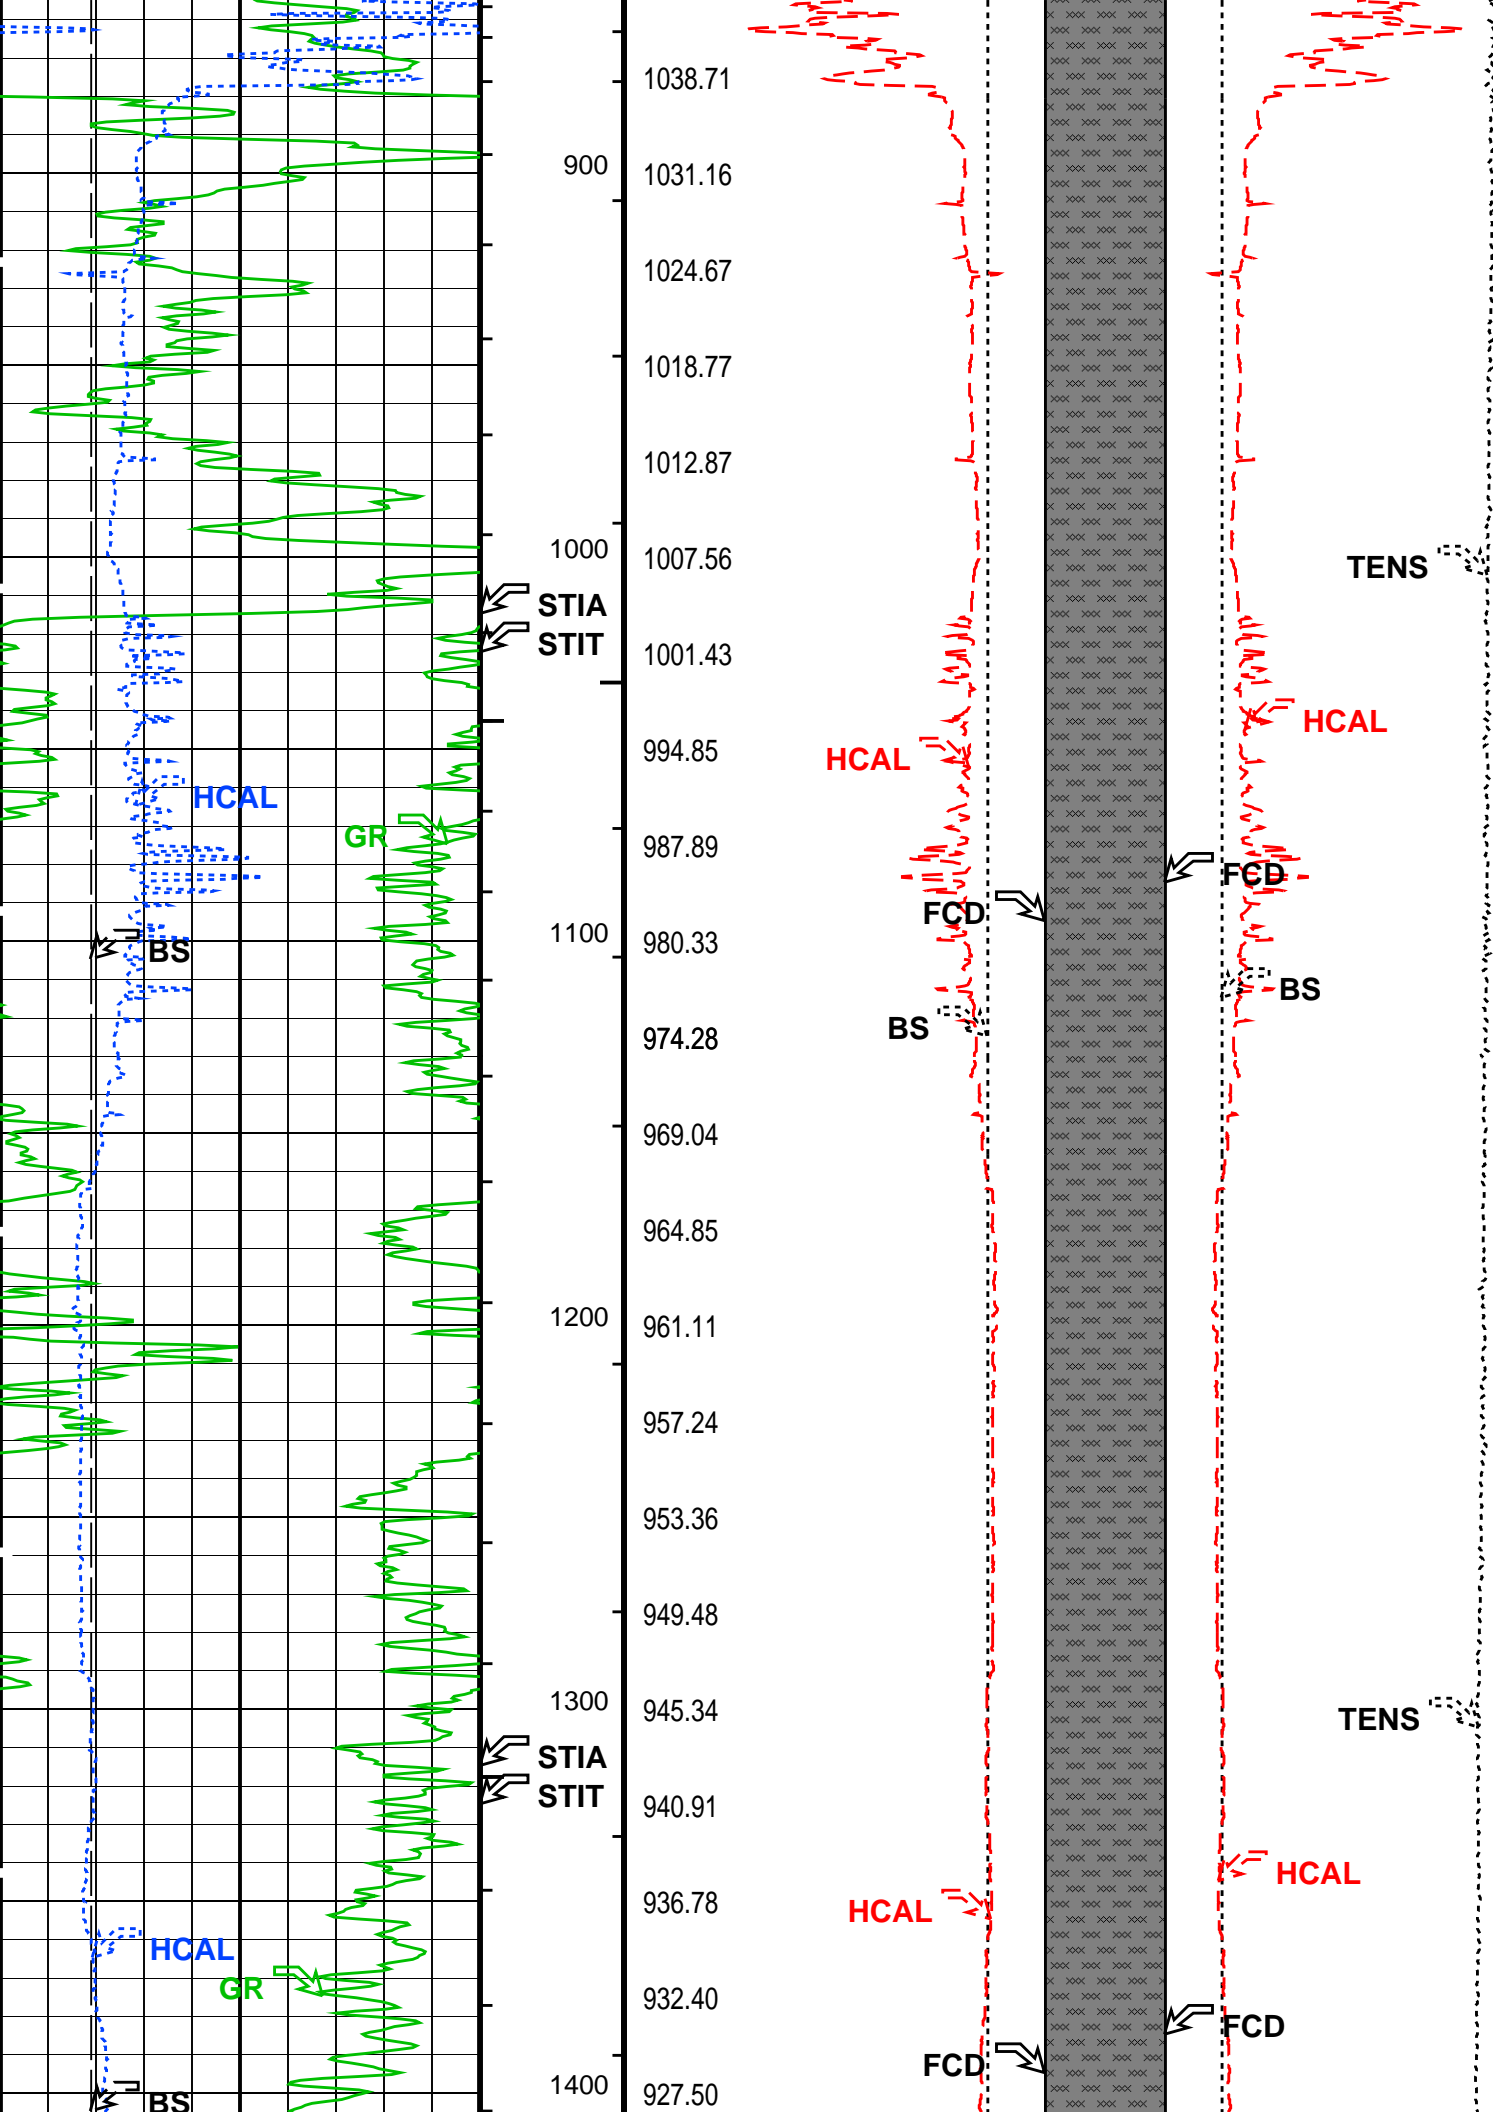 1038.71
900 1031.16
1024.67
1018.77
1012.87
1000 1007.56
TENS
STIA
STIT
1001.43
HCAL
994.85
HCAL
HCAL
GR
987.89
FCD
FCD
1100 980.33
BS
BS
BS
974.28
969.04
964.85
1200 961.11
957.24
953.36
949.48
1300 945.34
TENS
STIA
STIT
940.91
HCAL
936.78
HCAL
HCAL
GR
932.40
FCD
FCD
1400 927.50
BS